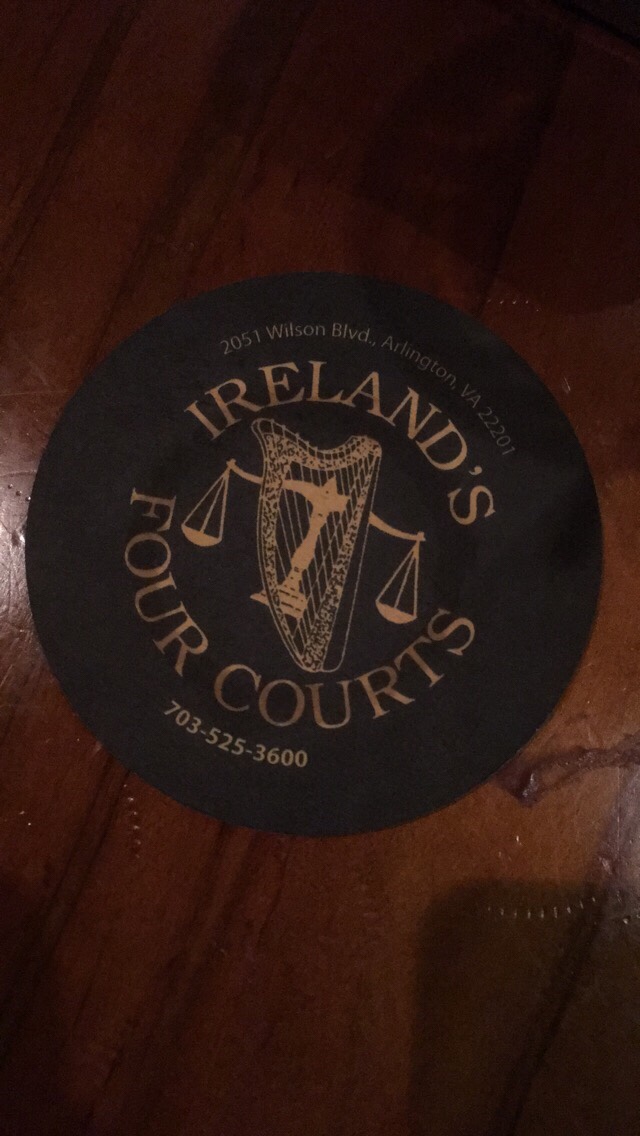 2051 Wilson Blvd., Arlington, VA 22201
IRELAND'S
FOUR COURTS
703-525-3600